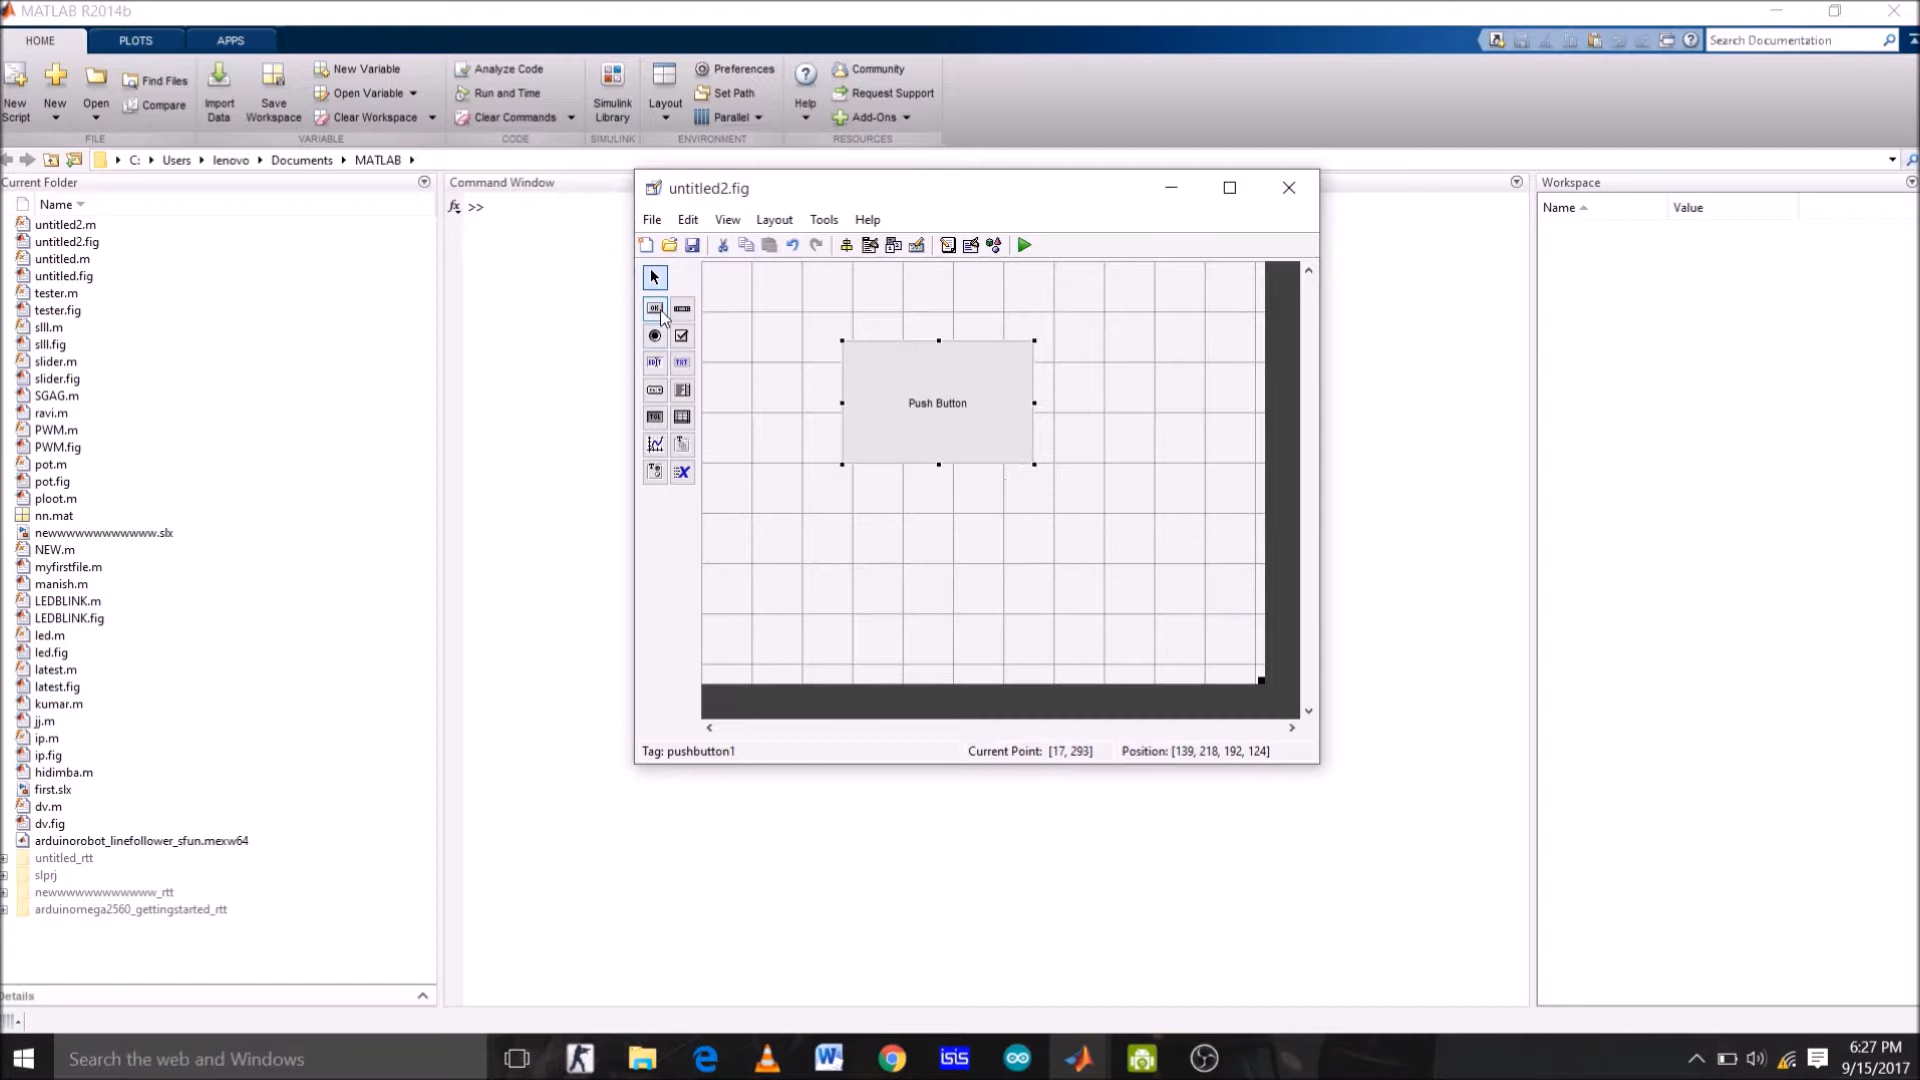 MATLAB R2014b
HOME
PLOTS
APPS
Search Documentation
New
Script
New
Open
Find Files
Compare
FILE
Import
Data
Save
Workspace
New Variable
Open Variable
Clear Workspace
VARIABLE
Analyze Code
Run and Time
Clear Commands
CODE
Simulink
Library
SIMULINK
Layout
Preferences
Set Path
Parallel
ENVIRONMENT
Help
Community
Request Support
Add-Ons
RESOURCES
C: Users lenovo Documents MATLAB
Current Folder
Name
untitled2.m
untitled2.fig
untitled.m
untitled.fig
tester.m
tester.fig
slll.m
slll.fig
slider.m
slider.fig
SGAG.m
ravi.m
PWM.m
PWM.fig
pot.m
pot.fig
ploot.m
nn.mat
newwwwwwwwwwww.slx
NEW.m
myfirstfile.m
manish.m
LEDBLINK.m
LEDBLINK.fig
led.m
led.fig
latest.m
latest.fig
kumar.m
jj.m
ip.m
ip.fig
hidimba.m
first.slx
dv.m
dv.fig
arduinorobot_linefollower_sfun.mexw64
untitled_rtt
slprj
newwwwwwwwwwww_rtt
arduinomega2560_gettingstarted_rtt
Details
Command Window
fx >>
untitled2.fig
File Edit View Layout Tools Help
OK
EDIT
TXT
TGL
Push Button
Tag: pushbutton1
Current Point: [17, 293]
Position: [139, 218, 192, 124]
Workspace
Name
Value
Search the web and Windows
isis
6:27 PM
9/15/2017